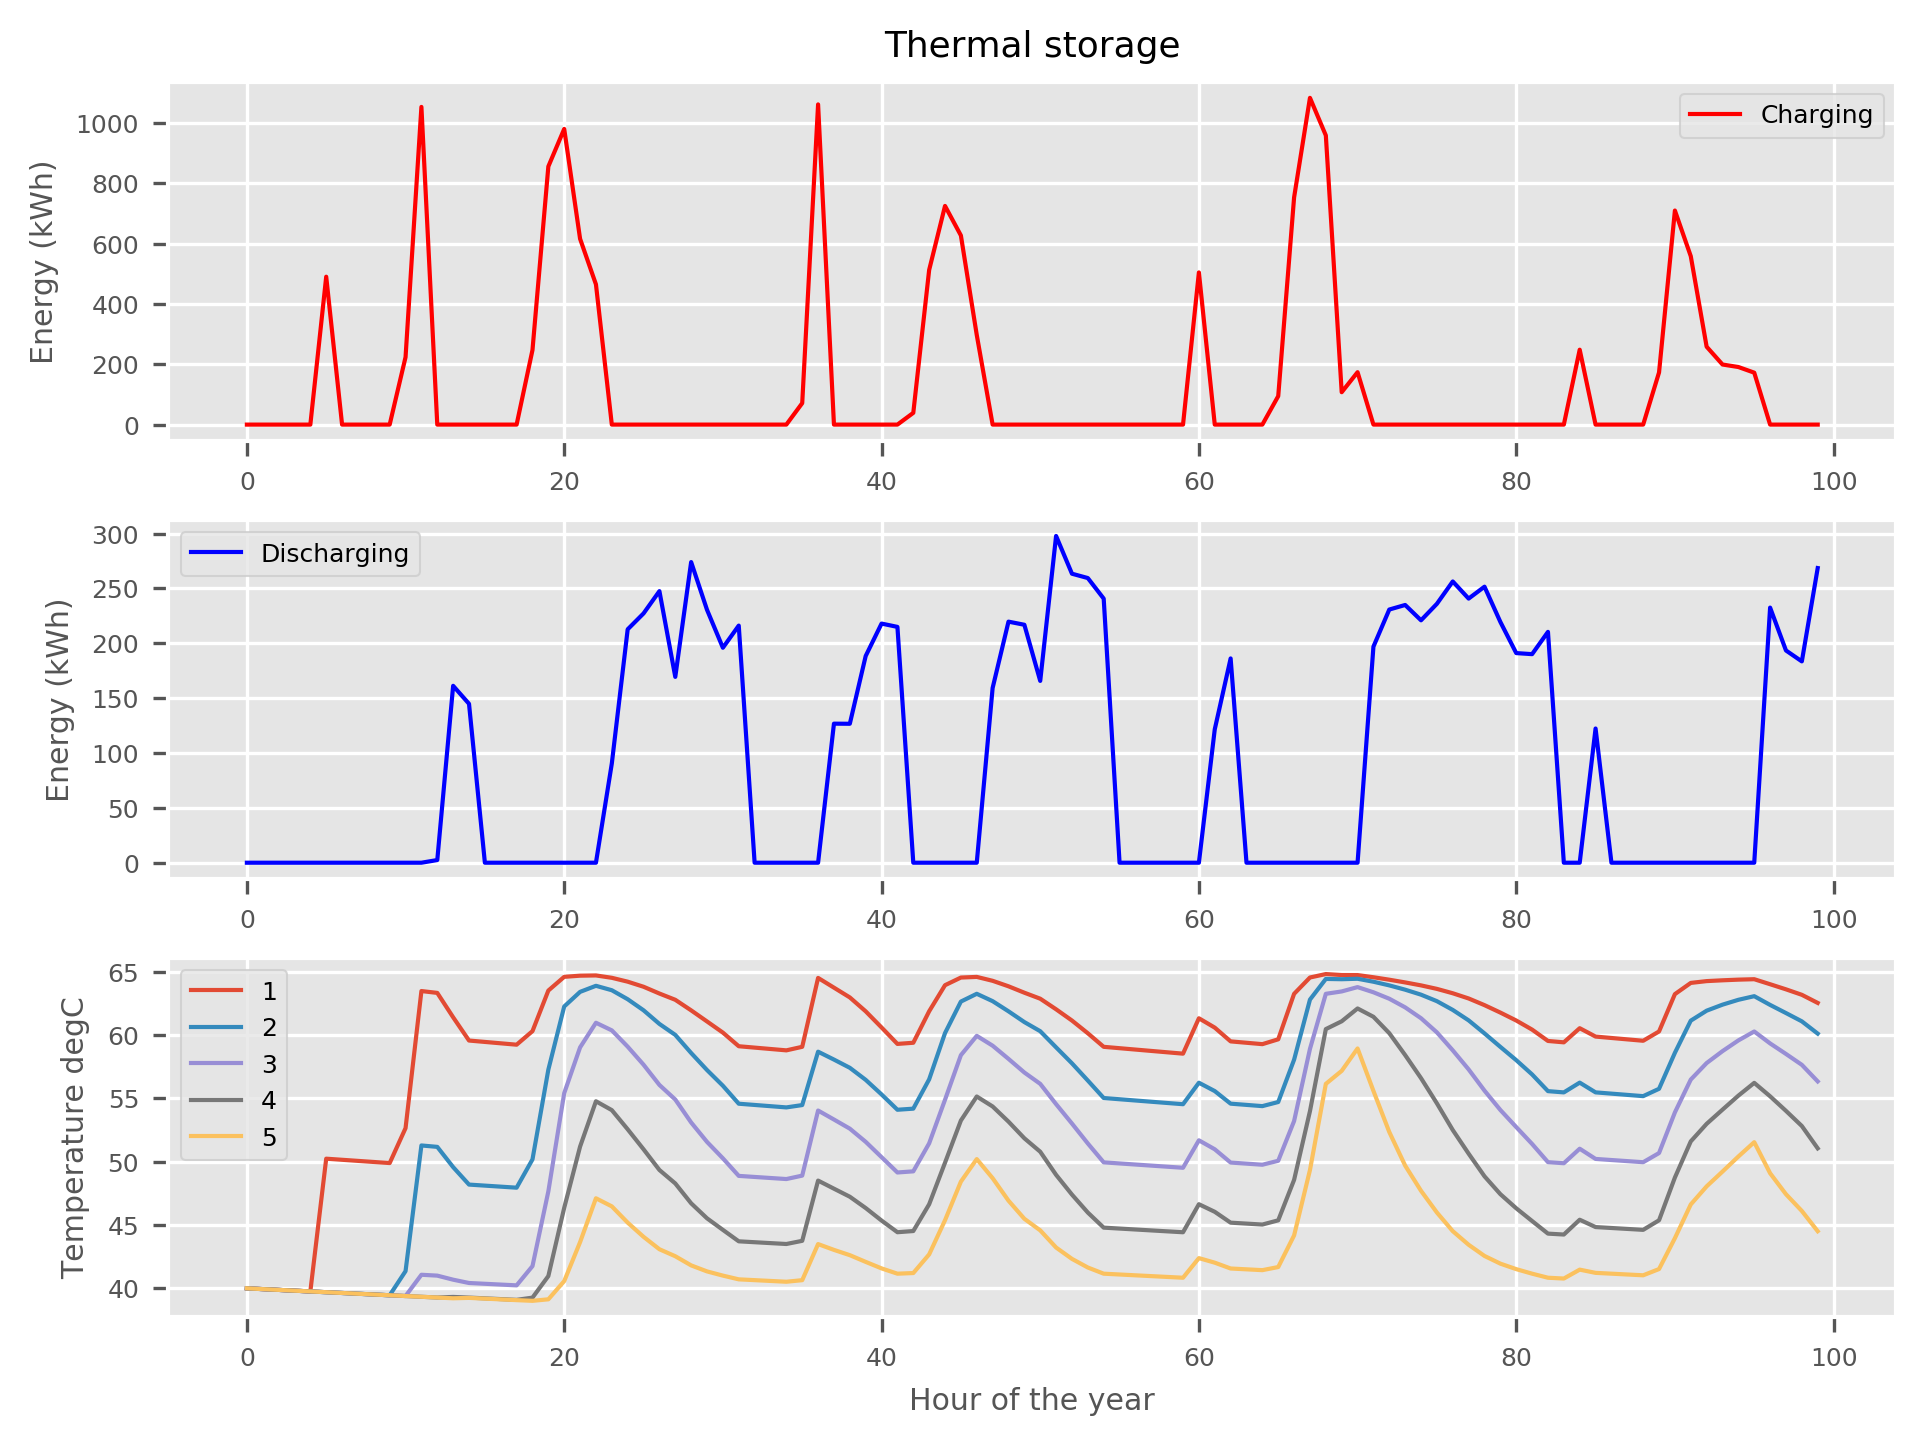 Thermal storage
Energy (kWh)
1000
800
600
400
200
0
Charging
0 20 40 60 80 100
Energy (kWh)
300
250
200
150
100
50
0
Discharging
0 20 40 60 80 100
Temperature degC
65
60
55
50
45
40
1
2
3
4
5
0 20 40 60 80 100
Hour of the year